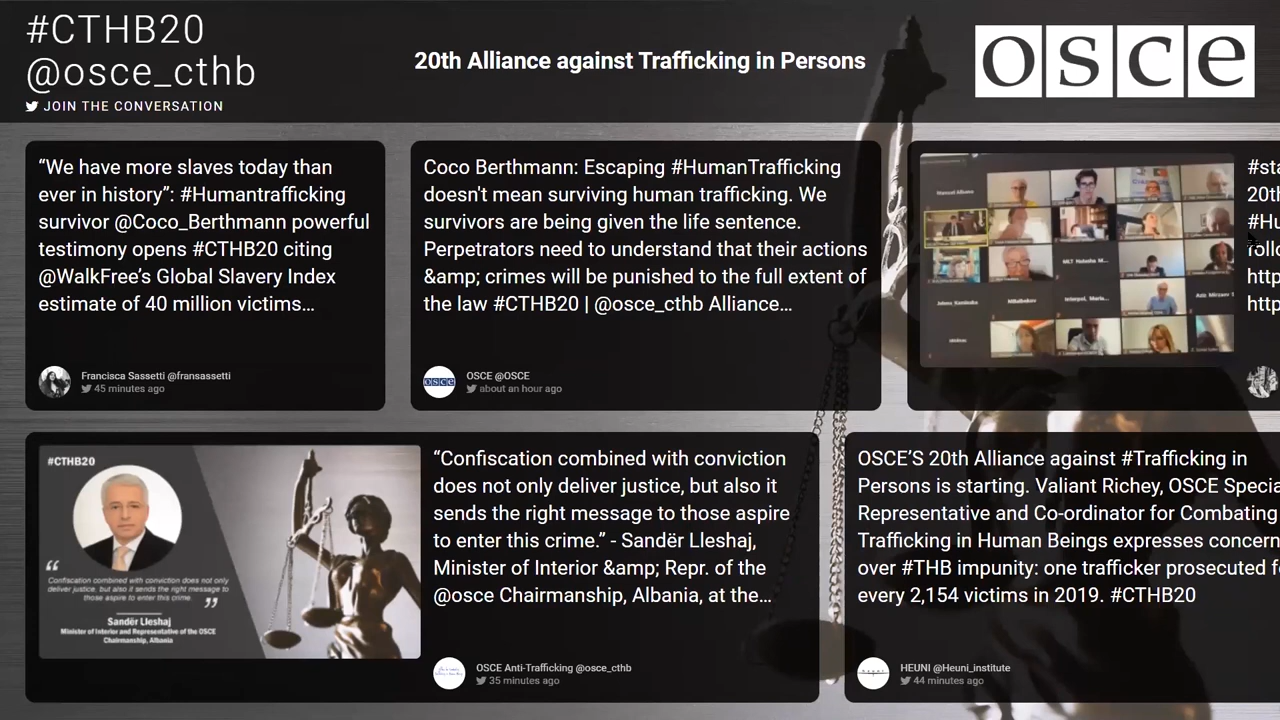 #CTHB20
@osce_cthb
JOIN THE CONVERSATION
20th Alliance against Trafficking in Persons
osce
“We have more slaves today than
ever in history”: #Humantrafficking
survivor @Coco_Berthmann powerful
testimony opens #CTHB20 citing
@WalkFree’s Global Slavery Index
estimate of 40 million victims…
Francisca Sassetti @fransassetti
45 minutes ago
Coco Berthmann: Escaping #HumanTrafficking
doesn't mean surviving human trafficking. We
survivors are being given the life sentence.
Perpetrators need to understand that their actions
&amp; crimes will be punished to the full extent of
the law #CTHB20 | @osce_cthb Alliance…
osce
OSCE @OSCE
about an hour ago
#sta
20th
#Hu
follo
http
http
#CTHB20
“Confiscation combined with conviction does not only
deliver justice, but also it sends the right message to
those aspire to enter this crime.”
Sandër Lleshaj
Minister of Interior and Representative of the OSCE
Chairmanship, Albania
“Confiscation combined with conviction
does not only deliver justice, but also it
sends the right message to those aspire
to enter this crime.” - Sandër Lleshaj,
Minister of Interior &amp; Repr. of the
@osce Chairmanship, Albania, at the…
OSCE Anti-Trafficking @osce_cthb
35 minutes ago
OSCE’S 20th Alliance against #Trafficking in
Persons is starting. Valiant Richey, OSCE Specia
Representative and Co-ordinator for Combating
Trafficking in Human Beings expresses concern
over #THB impunity: one trafficker prosecuted fo
every 2,154 victims in 2019. #CTHB20
HEUNI @Heuni_institute
44 minutes ago